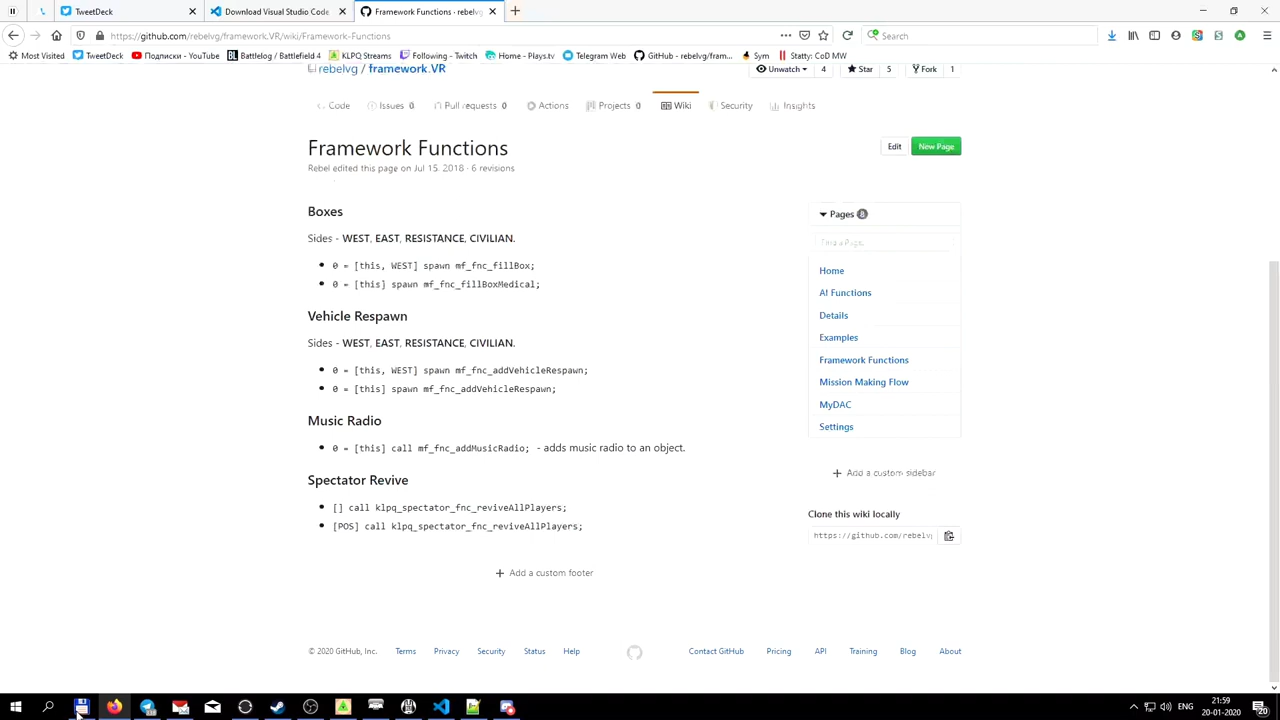 TweetDeck
Download Visual Studio Code
Framework Functions · rebelvg
https://github.com/rebelvg/framework.VR/wiki/Framework-Functions
Search
Most Visited
TweetDeck
Подписки - YouTube
Battlelog / Battlefield 4
KLPQ Streams
Following - Twitch
Home - Plays.tv
Telegram Web
GitHub - rebelvg/fram...
Sym
Statty: CoD MW
rebelvg / framework.VR
Unwatch 4
Star 5
Fork 1
Code
Issues 0
Pull requests 0
Actions
Projects 0
Wiki
Security
Insights
Framework Functions
Edit
New Page
Rebel edited this page on Jul 15, 2018 · 6 revisions
Boxes
Sides - WEST, EAST, RESISTANCE, CIVILIAN.
0 = [this, WEST] spawn mf_fnc_fillBox;
0 = [this] spawn mf_fnc_fillBoxMedical;
Vehicle Respawn
Sides - WEST, EAST, RESISTANCE, CIVILIAN.
0 = [this, WEST] spawn mf_fnc_addVehicleRespawn;
0 = [this] spawn mf_fnc_addVehicleRespawn;
Music Radio
0 = [this] call mf_fnc_addMusicRadio; - adds music radio to an object.
Spectator Revive
[] call klpq_spectator_fnc_reviveAllPlayers;
[POS] call klpq_spectator_fnc_reviveAllPlayers;
Add a custom footer
Pages 8
Home
AI Functions
Details
Examples
Framework Functions
Mission Making Flow
MyDAC
Settings
Add a custom sidebar
Clone this wiki locally
https://github.com/rebelvg
© 2020 GitHub, Inc.
Terms
Privacy
Security
Status
Help
Contact GitHub
Pricing
API
Training
Blog
About
ENG
21:59
20-01-2020
20